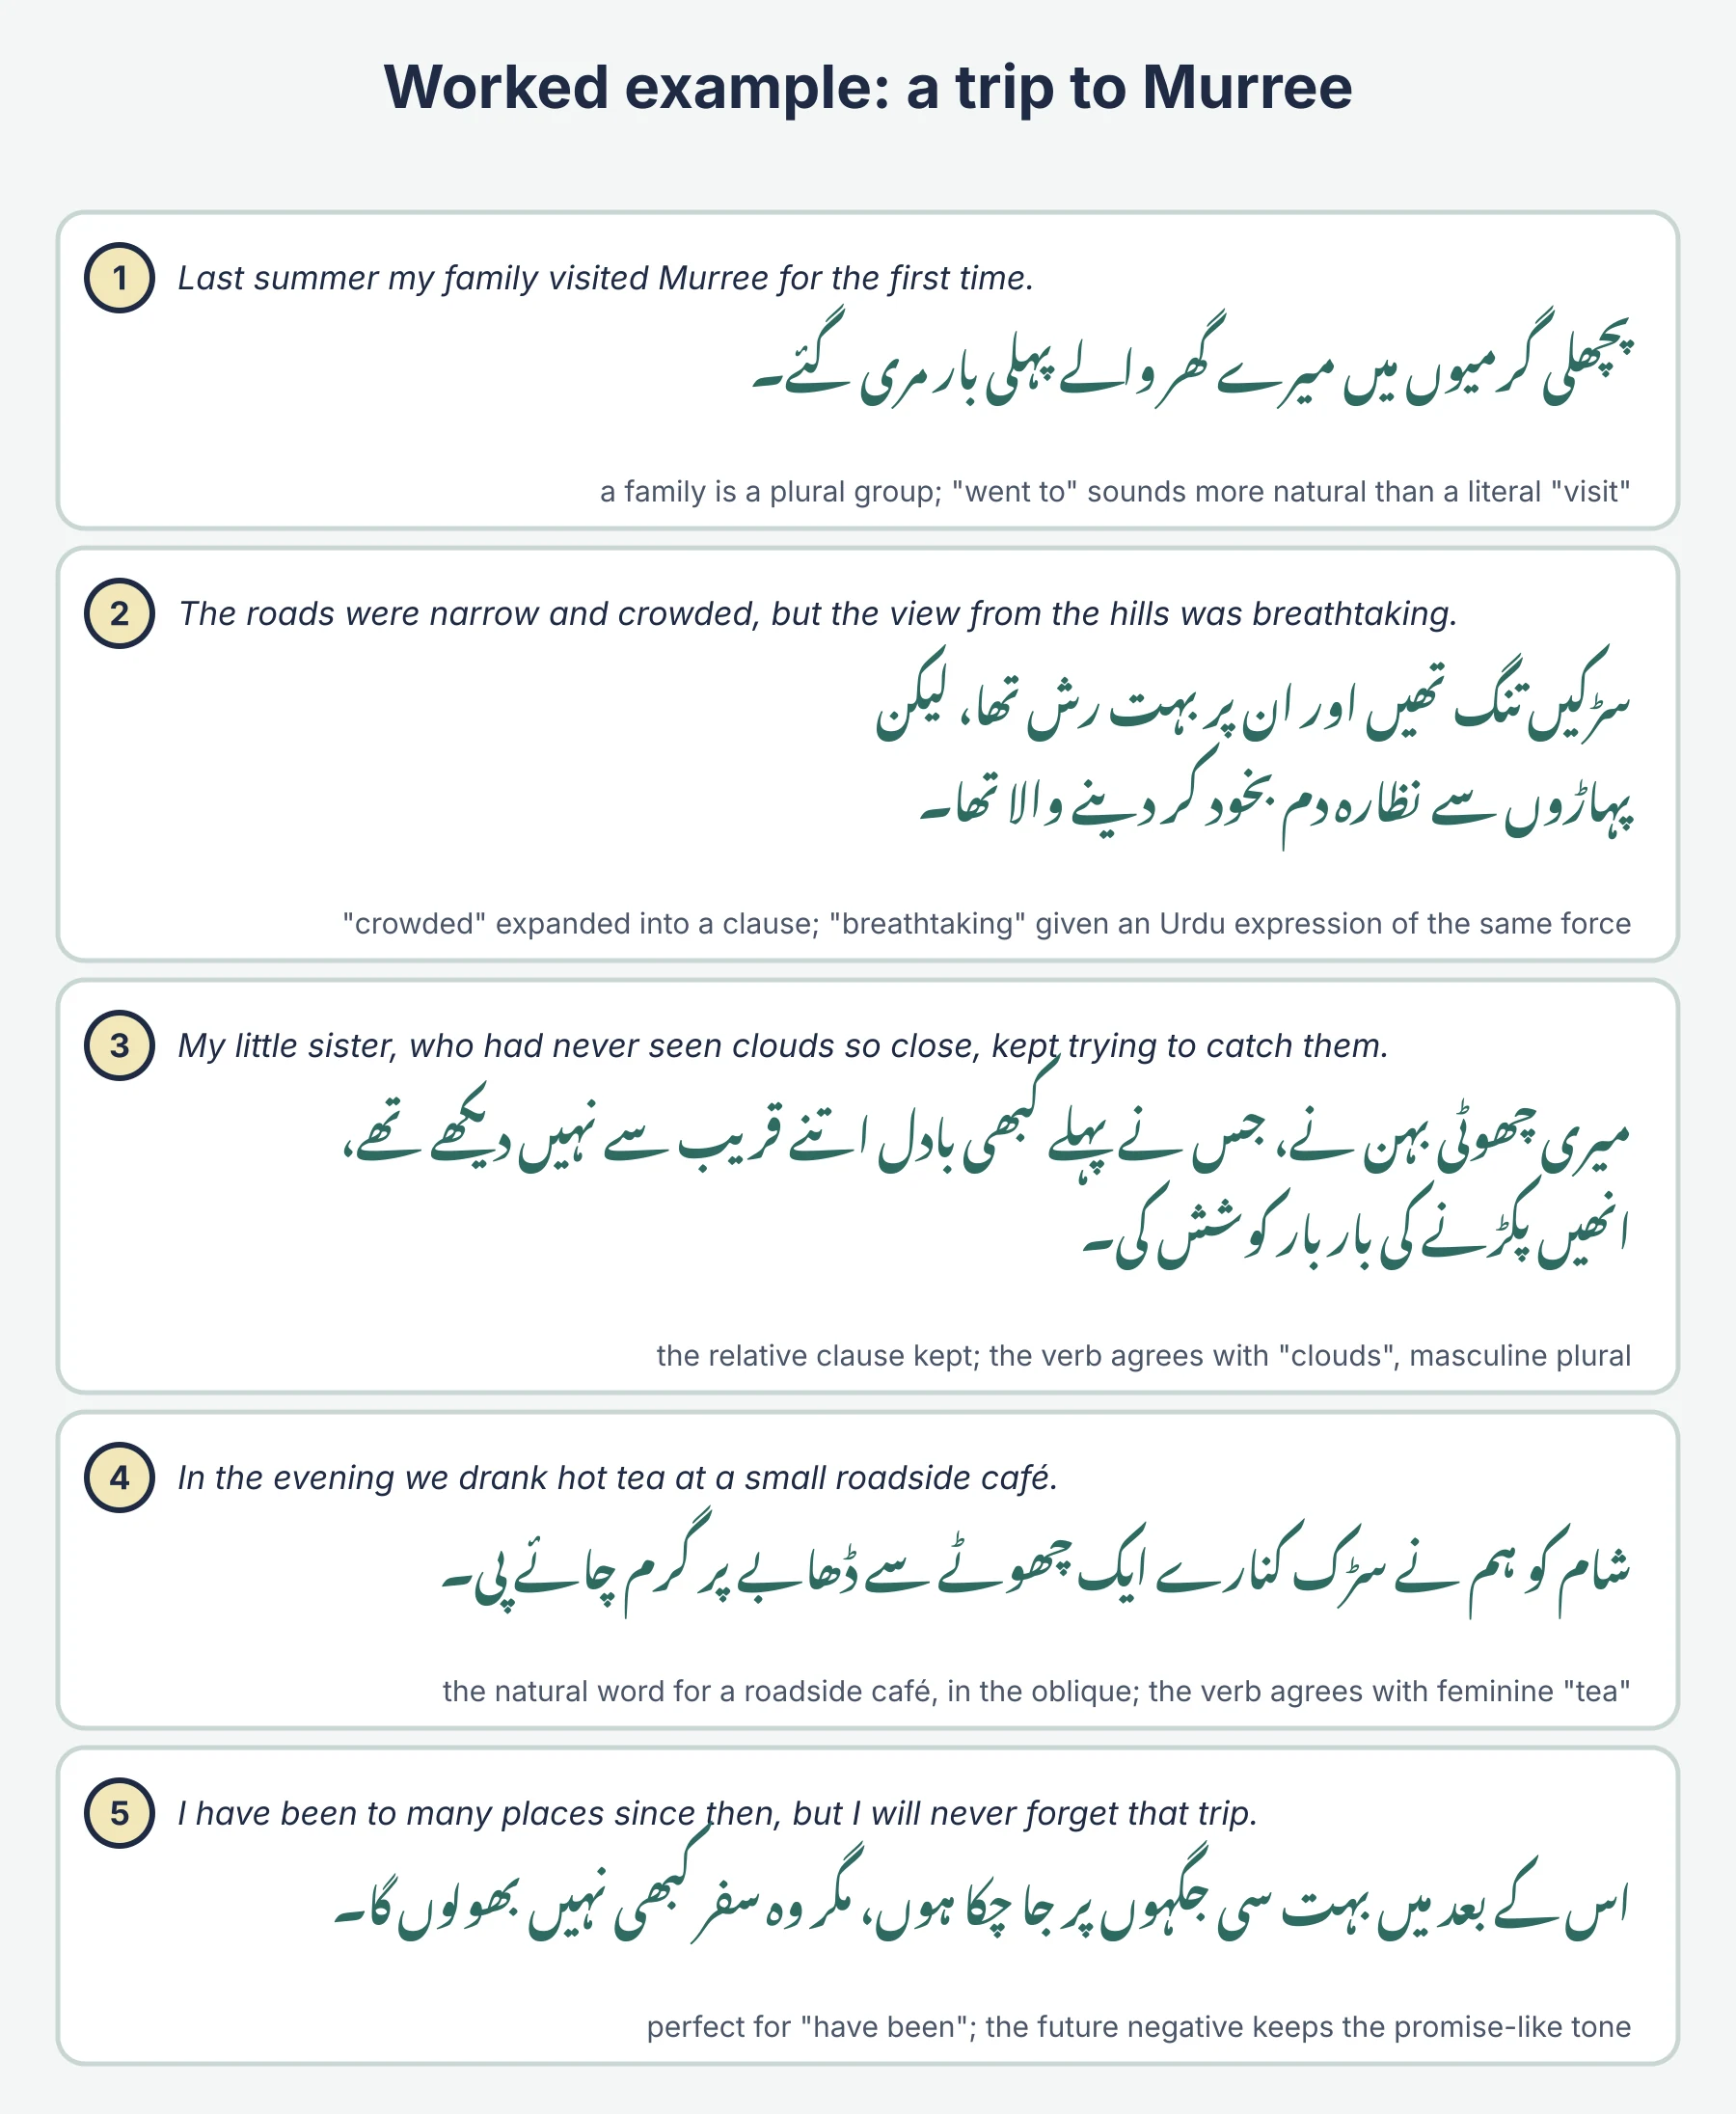 Worked example: a trip to Murree
1
Last summer my family visited Murree for the first time.
پچھلی گرمیوں میں میرے گھر والے پہلی بار مری گئے۔
a family is a plural group; "went to" sounds more natural than a literal "visit"
2
The roads were narrow and crowded, but the view from the hills was breathtaking.
سڑکیں تنگ تھیں اور ان پر بہت رش تھا، لیکن
پہاڑوں سے نظارہ دم بخود کر دینے والا تھا۔
"crowded" expanded into a clause; "breathtaking" given an Urdu expression of the same force
3
My little sister, who had never seen clouds so close, kept trying to catch them.
میری چھوٹی بہن نے، جس نے پہلے کبھی بادل اتنے قریب سے نہیں دیکھے تھے،
انھیں پکڑنے کی بار بار کوشش کی۔
the relative clause kept; the verb agrees with "clouds", masculine plural
4
In the evening we drank hot tea at a small roadside café.
شام کو ہم نے سڑک کنارے ایک چھوٹے سے ڈھابے پر گرم چائے پی۔
the natural word for a roadside café, in the oblique; the verb agrees with feminine "tea"
5
I have been to many places since then, but I will never forget that trip.
اس کے بعد میں بہت سی جگہوں پر جا چکا ہوں، مگر وہ سفر کبھی نہیں بھولوں گا۔
perfect for "have been"; the future negative keeps the promise-like tone